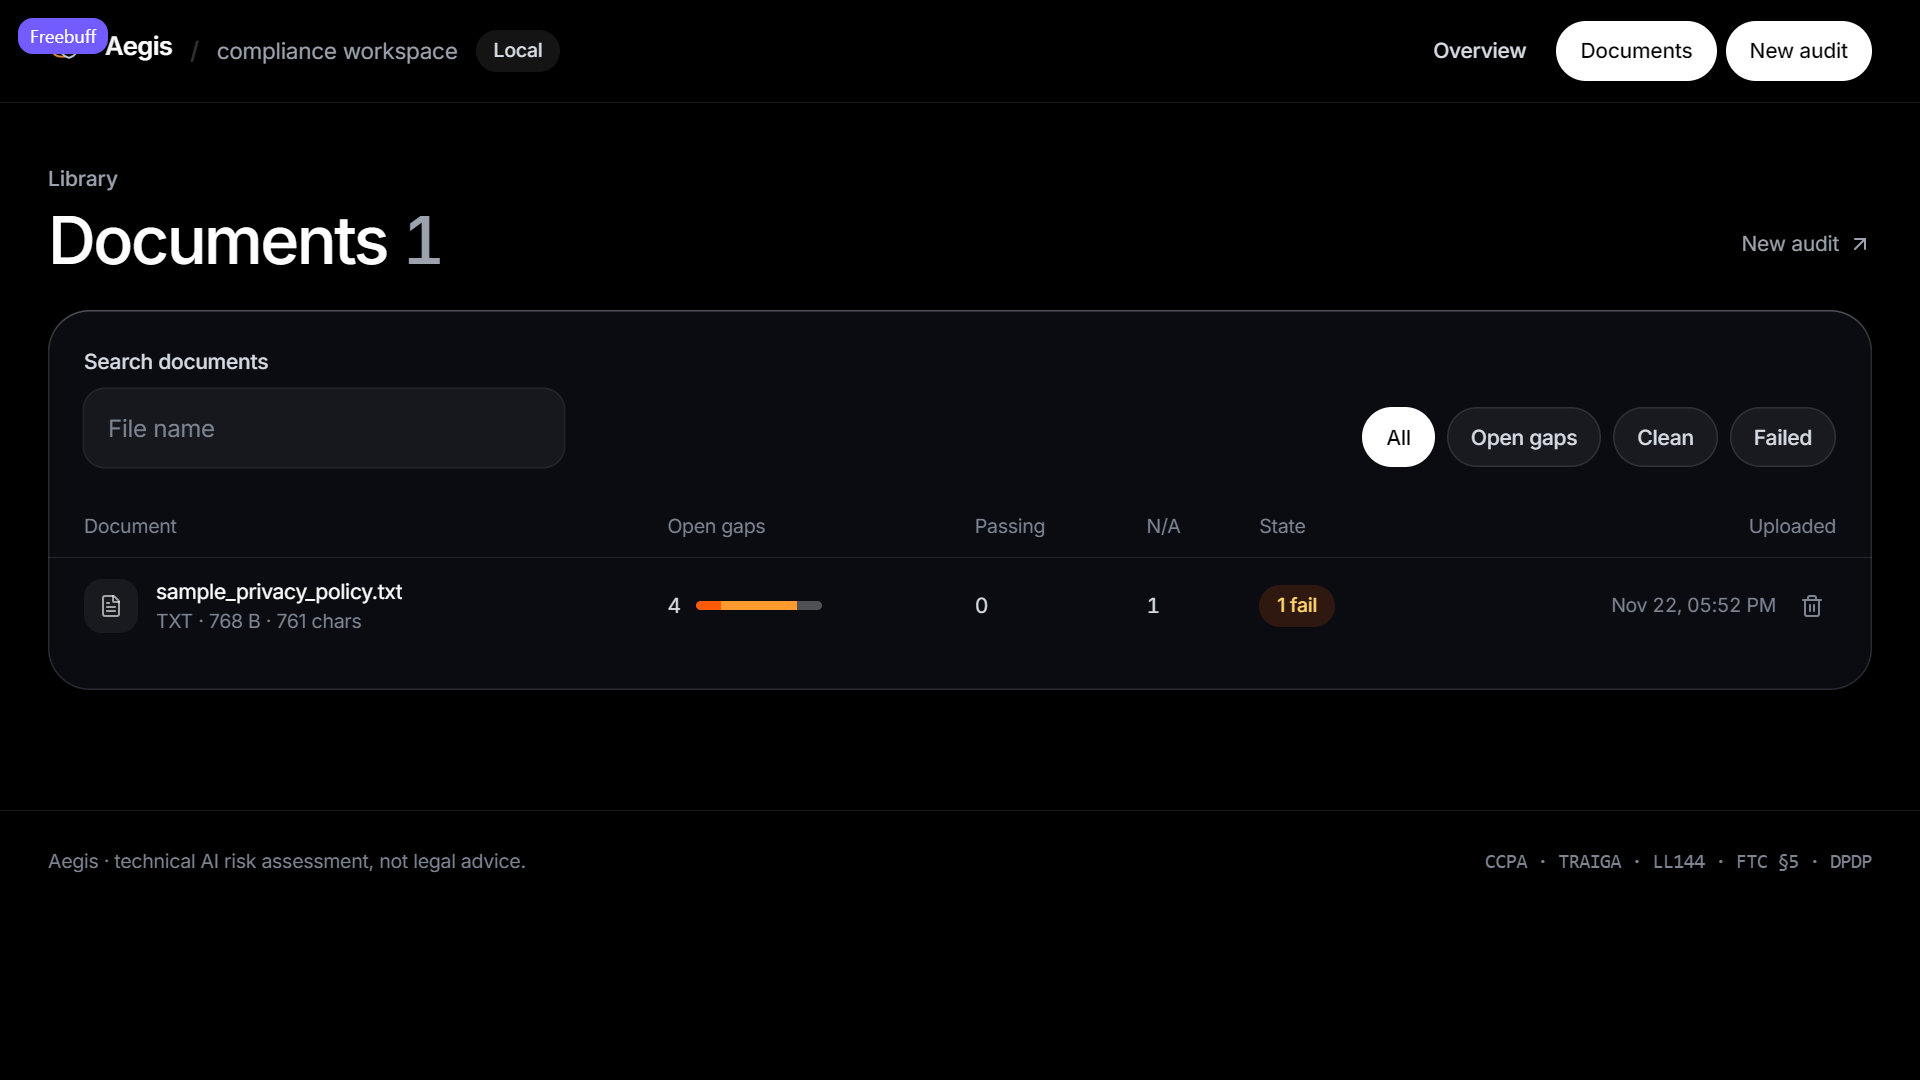 Freebuff
Aegis / compliance workspace Local
Overview Documents New audit
Library
Documents 1
New audit
Search documents
File name
All Open gaps Clean Failed
Document Open gaps Passing N/A State Uploaded
sample_privacy_policy.txt
TXT · 768 B · 761 chars
4 0 1 1 fail Nov 22, 05:52 PM
Aegis · technical AI risk assessment, not legal advice.
CCPA · TRAIGA · LL144 · FTC §5 · DPDP